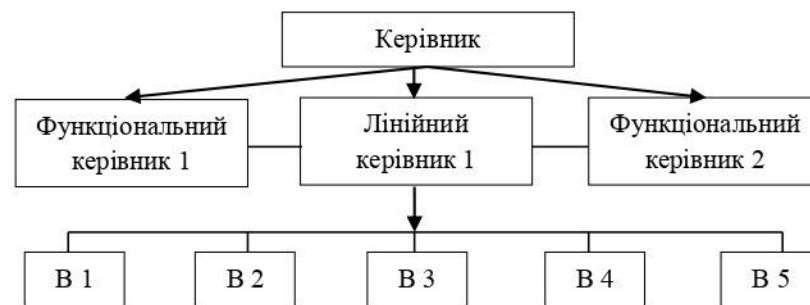 Керівник
Функціональний
керівник 1
Лінійний
керівник 1
Функціональний
керівник 2
В 1
В 2
В 3
В 4
В 5